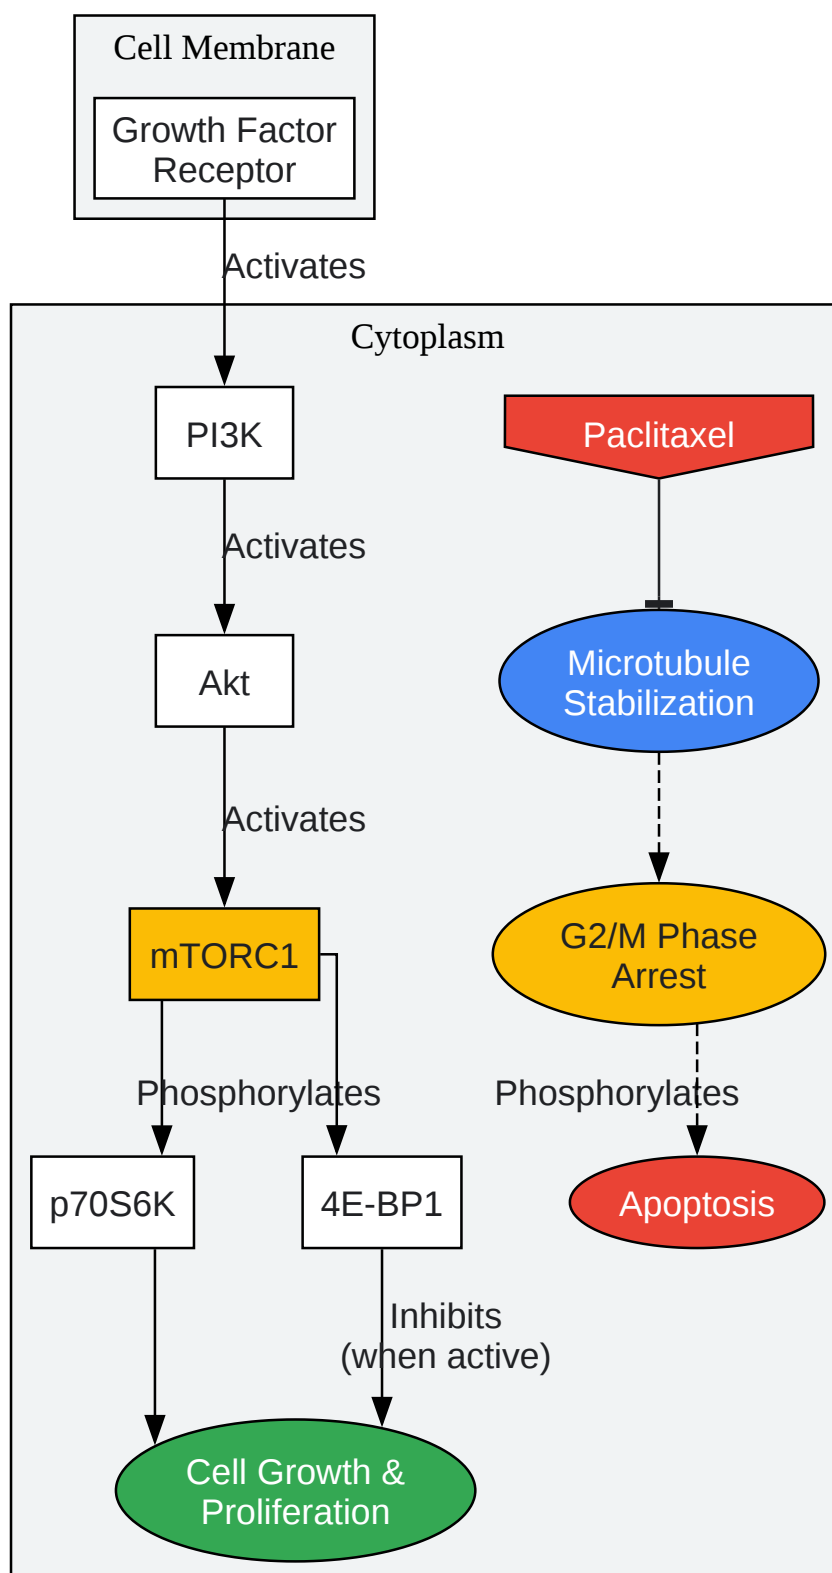 Cell Membrane
Growth Factor
Receptor
Activates
Cytoplasm
PI3K
Paclitaxel
Activates
Akt
Microtubule
Stabilization
Activates
mTORC1
G2/M Phase
Arrest
Phosphorylates
Phosphorylates
p70S6K
4E-BP1
Apoptosis
Inhibits
(when active)
Cell Growth &
Proliferation